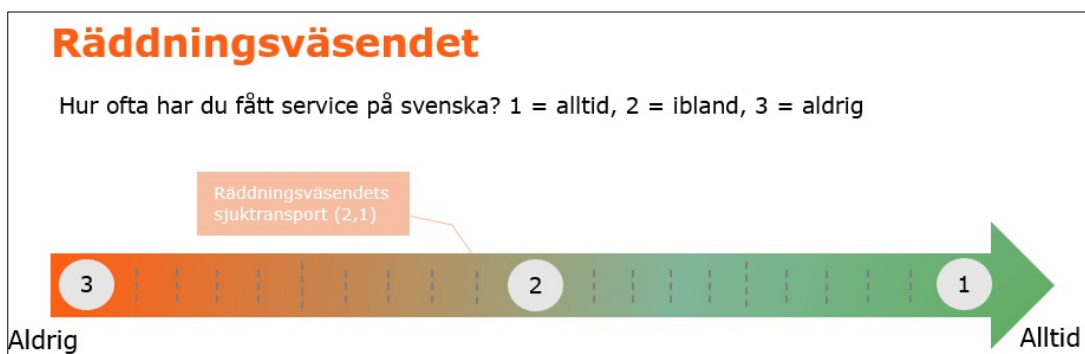 Räddningsväsendet
Hur ofta har du fått service på svenska? 1 = alltid, 2 = ibland, 3 = aldrig
Räddningsväsendets
sjuktransport (2,1)
3
2
1
Aldrig
Alltid